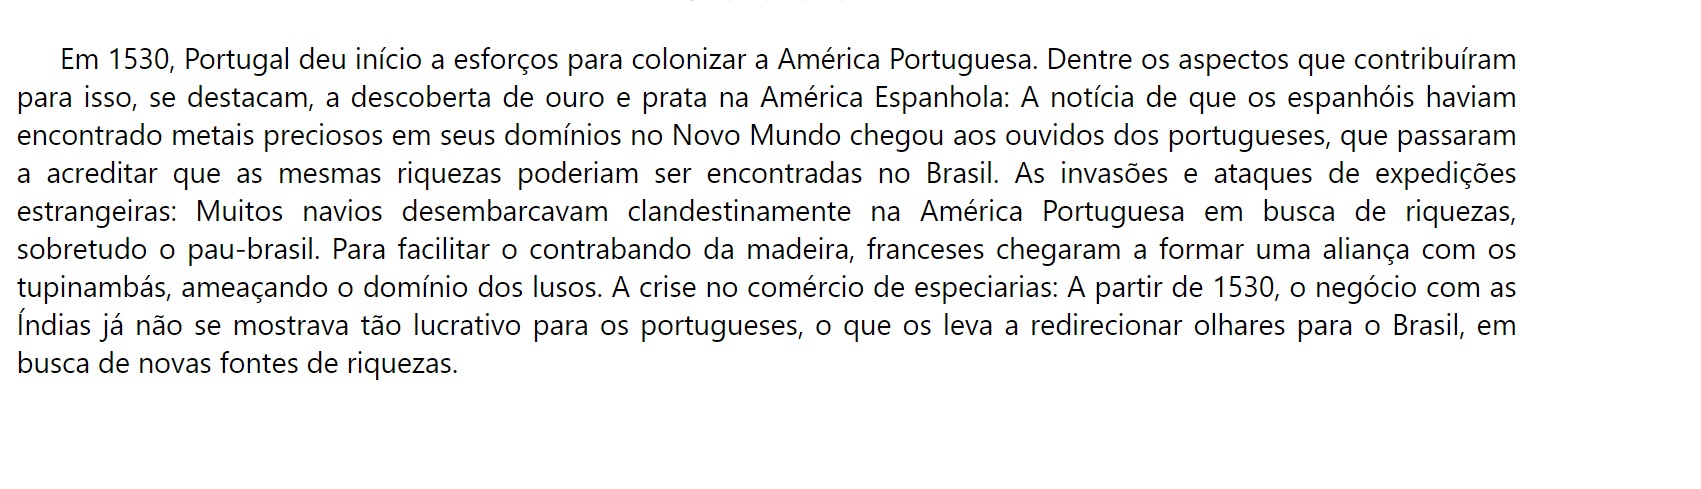 Em 1530, Portugal deu início a esforços para colonizar a América Portuguesa. Dentre os aspectos que contribuíram
para isso, se destacam, a descoberta de ouro e prata na América Espanhola: A notícia de que os espanhóis haviam
encontrado metais preciosos em seus domínios no Novo Mundo chegou aos ouvidos dos portugueses, que passaram
a acreditar que as mesmas riquezas poderiam ser encontradas no Brasil. As invasões e ataques de expedições
estrangeiras: Muitos navios desembarcavam clandestinamente na América Portuguesa em busca de riquezas,
sobretudo o pau-brasil. Para facilitar o contrabando da madeira, franceses chegaram a formar uma aliança com os
tupinambás, ameaçando o domínio dos lusos. A crise no comércio de especiarias: A partir de 1530, o negócio com as
Índias já não se mostrava tão lucrativo para os portugueses, o que os leva a redirecionar olhares para o Brasil, em
busca de novas fontes de riquezas.